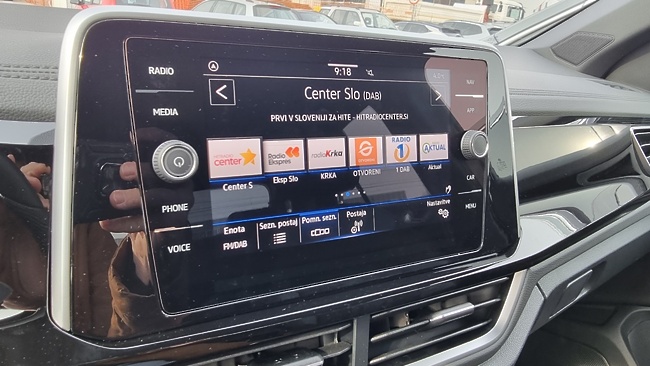 RADIO
MEDIA
PHONE
VOICE
9:18
Center Slo (DAB)
PRVI V SLOVENIJI ZA HITE - HITRADIOCENTER.SI
center
Radio Ekspres
radio Krka
RADIO 1
AKTUAL
Center S
Eksp Slo
KRKA
OTVORENI
1 DAB
Aktual
Enota
FM/DAB
Sezn. postaj
Pomn. sezn.
Postaja
Nastavitve
NAV
APP
CAR
MENU